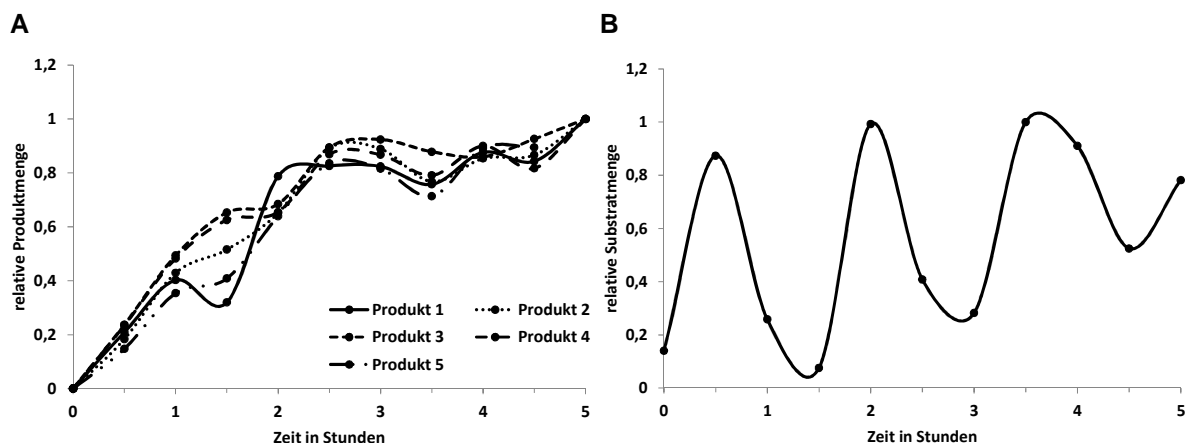 A
B
relative Produktmenge
1,2
1
0,8
0,6
0,4
0,2
0
0 1 2 3 4 5
Zeit in Stunden
Produkt 1 Produkt 2
Produkt 3 Produkt 4
Produkt 5
relative Substratmenge
1,2
1
0,8
0,6
0,4
0,2
0
0 1 2 3 4 5
Zeit in Stunden